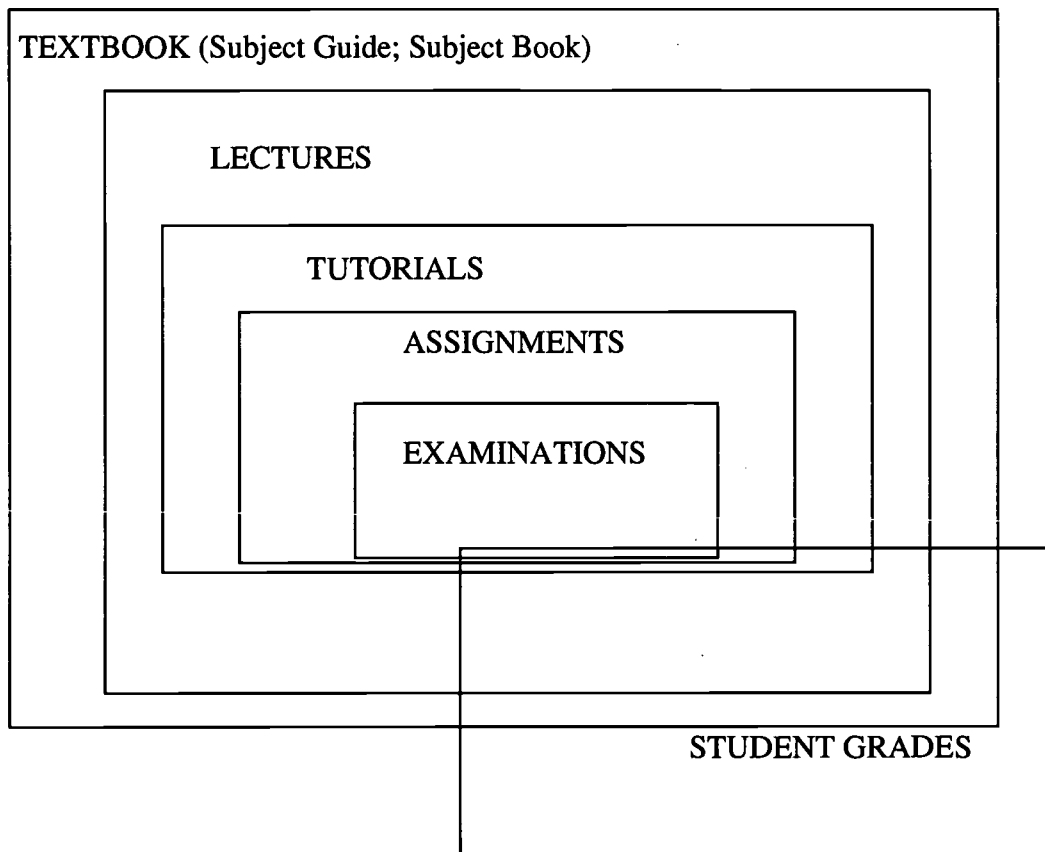 TEXTBOOK (Subject Guide; Subject Book)
LECTURES
TUTORIALS
ASSIGNMENTS
EXAMINATIONS
STUDENT GRADES